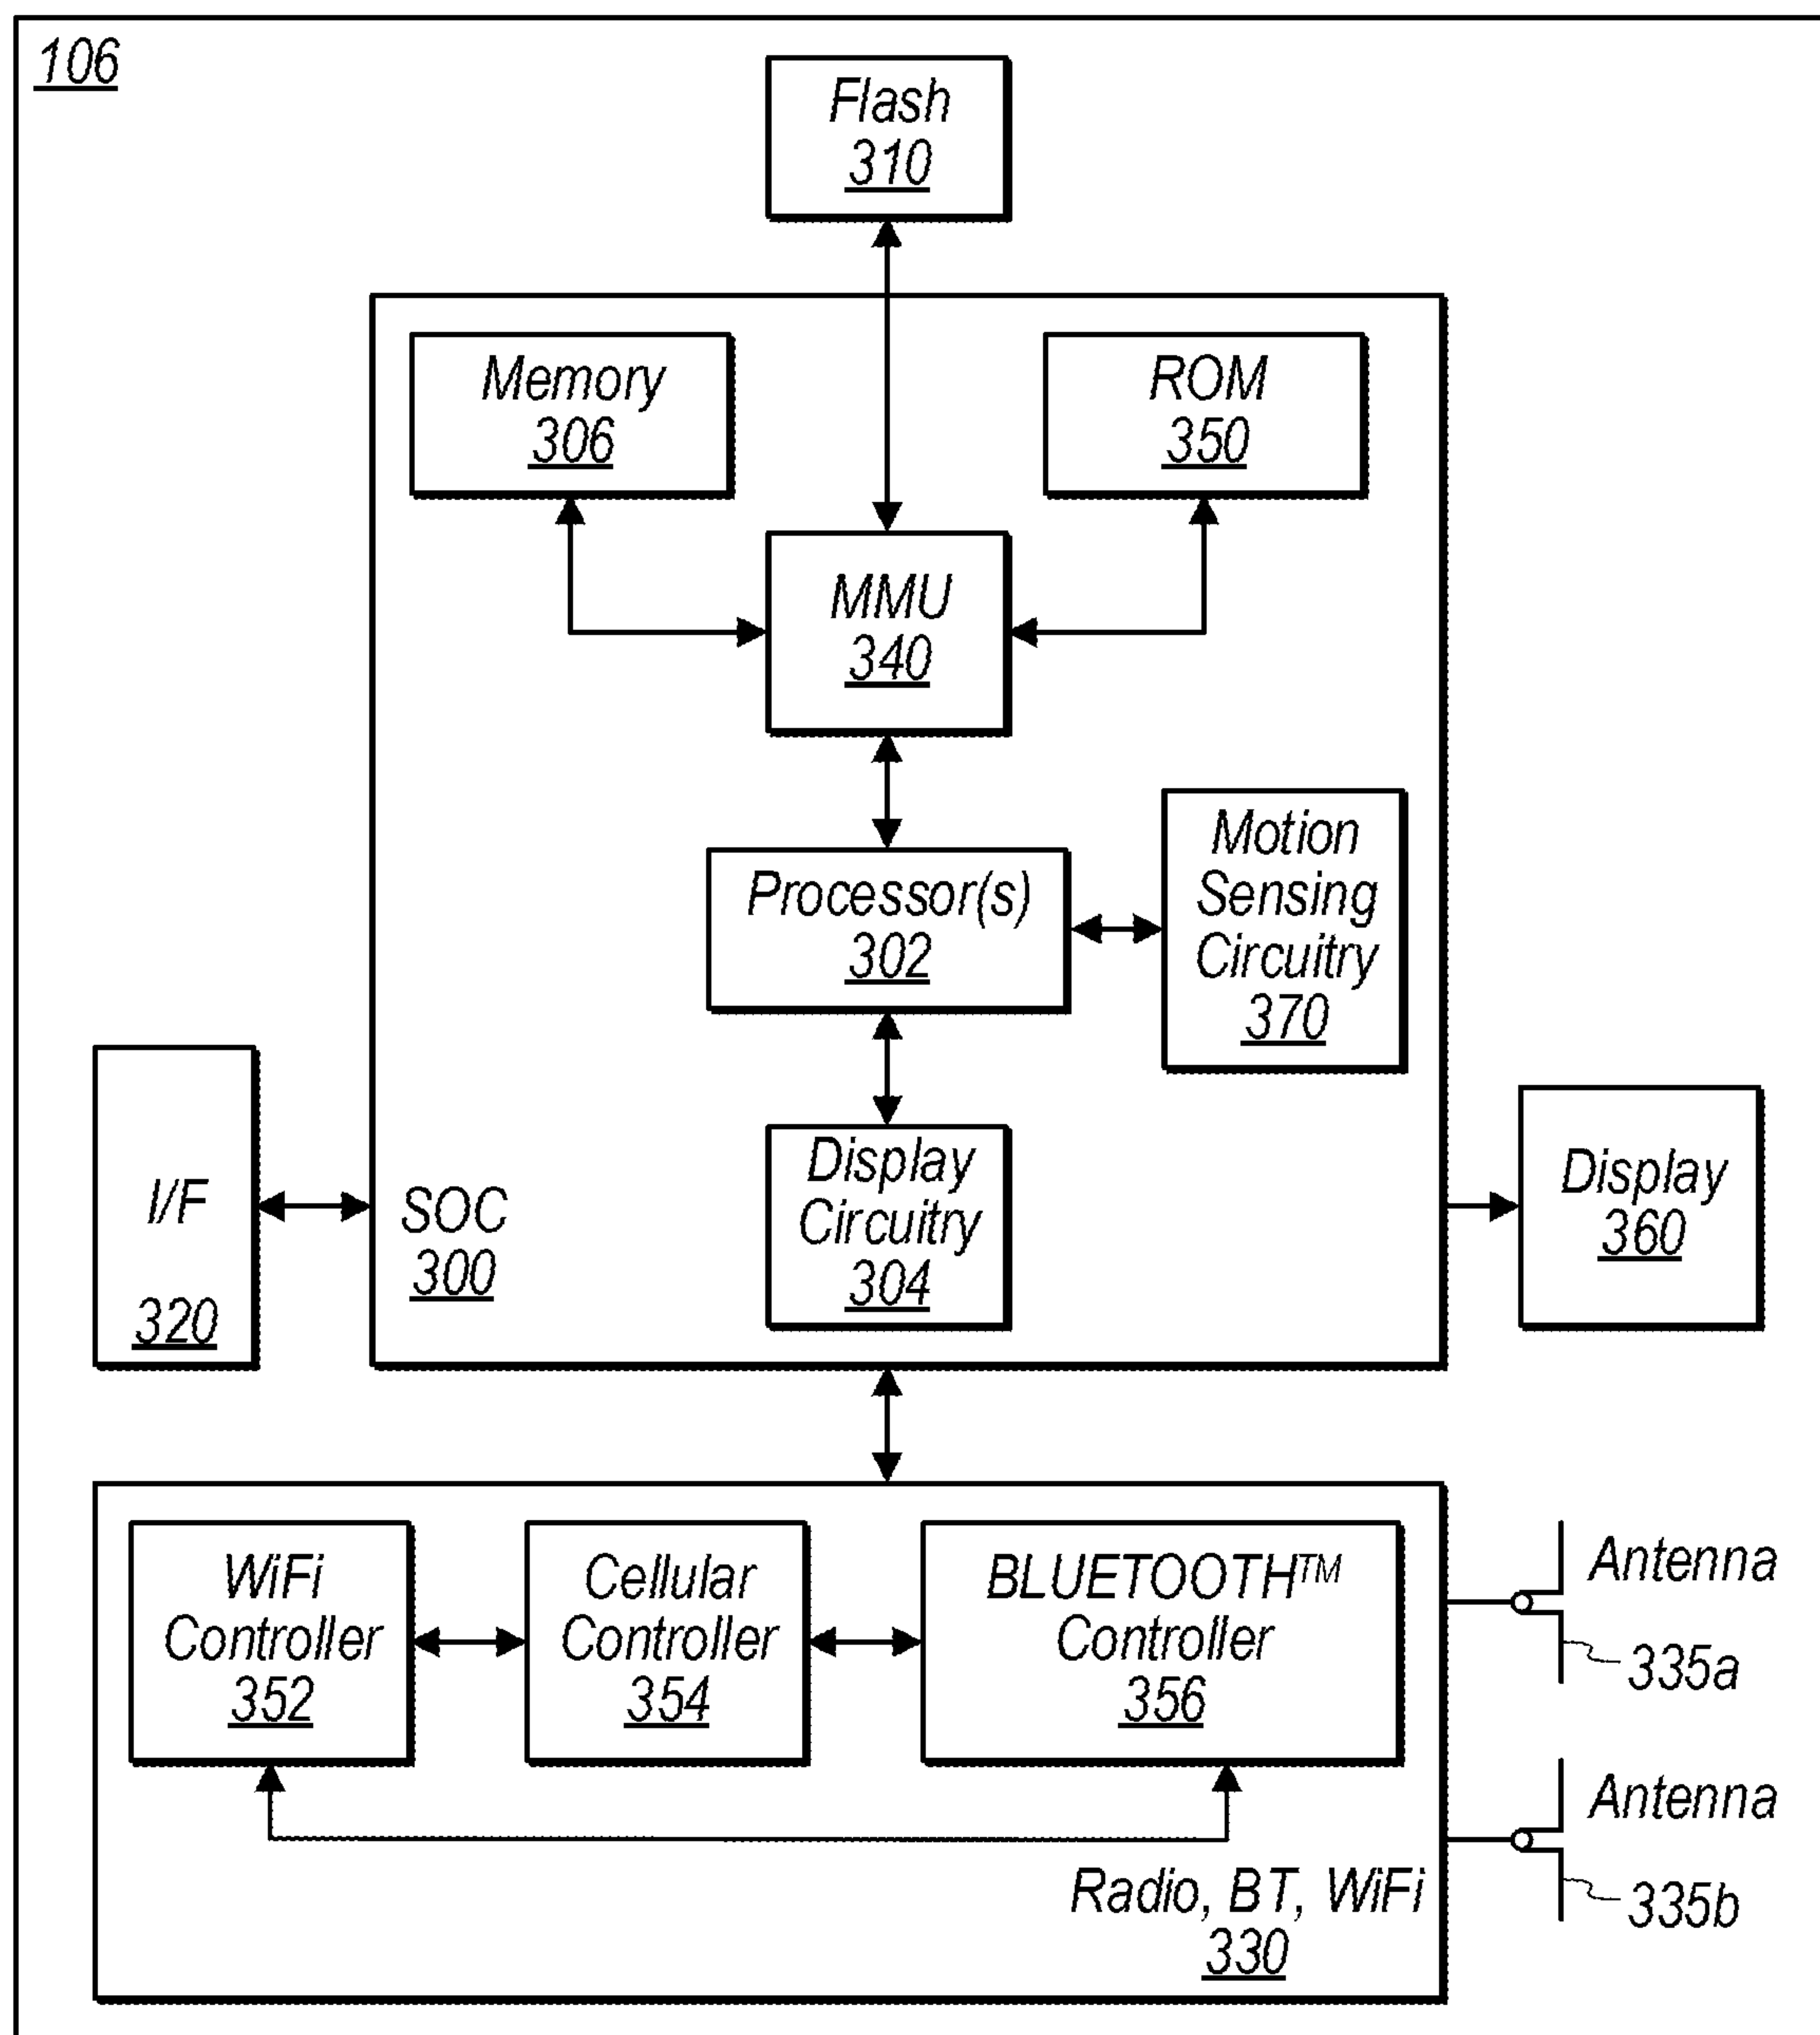 106
Flash
310
Memory
306
ROM
350
MMU
340
Processor(s)
302
Motion
Sensing
Circuitry
370
I/F
320
SOC
300
Display
Circuitry
304
Display
360
WiFi
Controller
352
Cellular
Controller
354
BLUETOOTH™
Controller
356
Radio, BT, WiFi
330
Antenna
335a
Antenna
335b